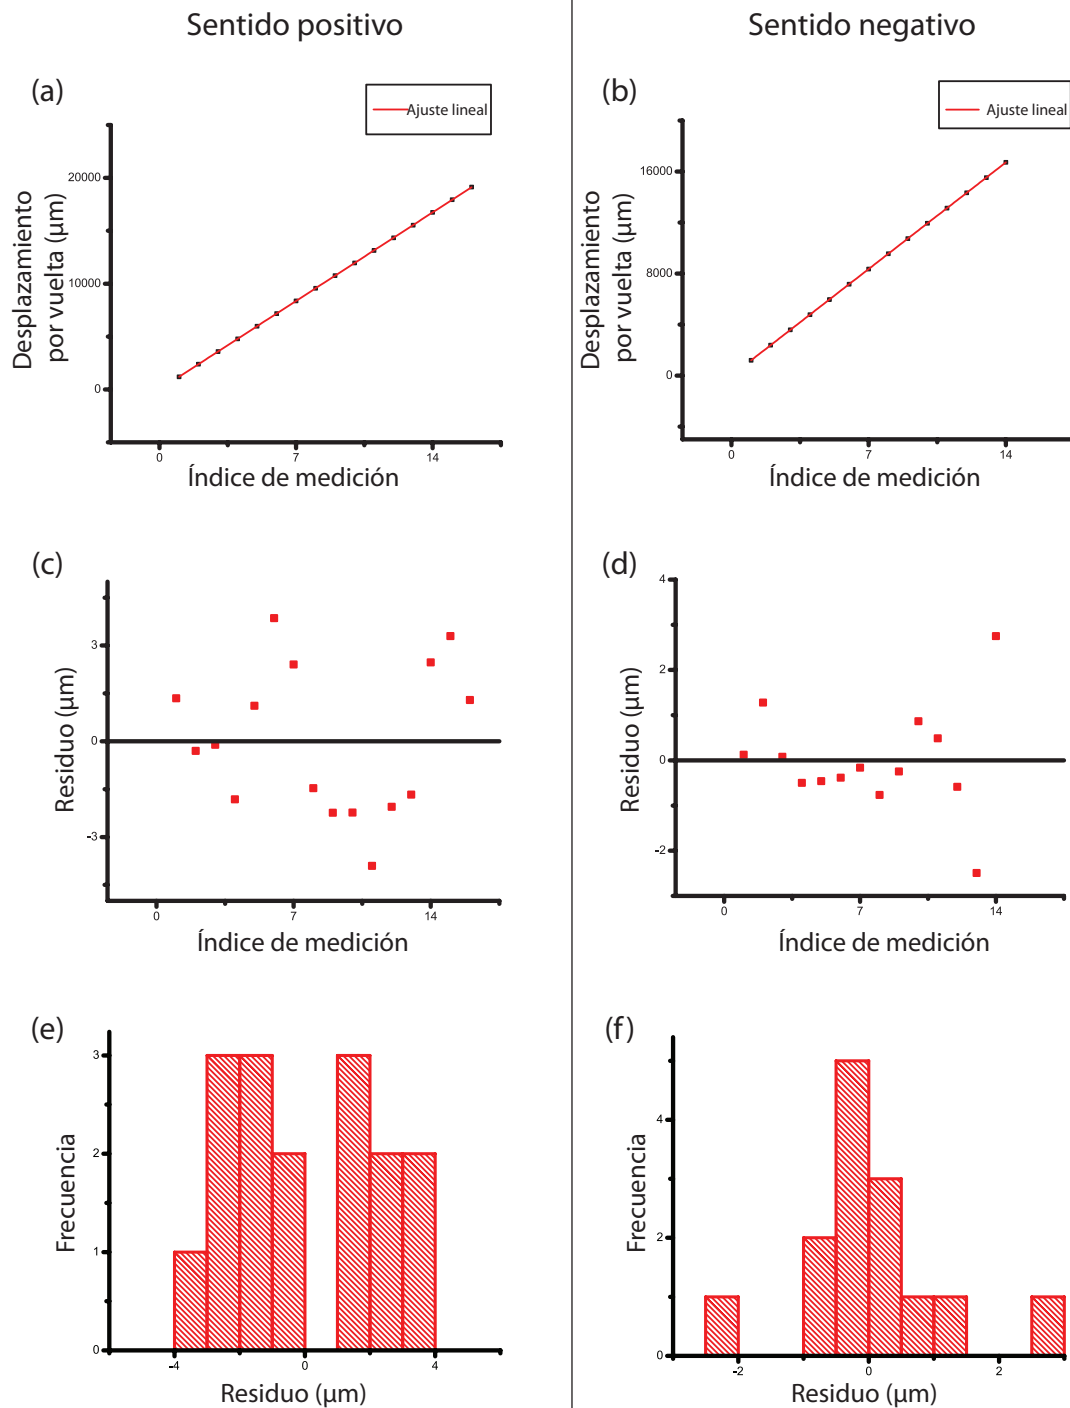 Sentido positivo
Sentido negativo
(a)
Ajuste lineal
Desplazamiento
por vuelta (µm)
20000
10000
0
0
7
14
Índice de medición
(b)
Ajuste lineal
Desplazamiento
por vuelta (µm)
16000
8000
0
0
7
14
Índice de medición
(c)
Residuo (µm)
3
0
-3
0
7
14
Índice de medición
(d)
Residuo (µm)
4
2
0
-2
0
7
14
Índice de medición
(e)
Frecuencia
3
2
1
0
-4
0
4
Residuo (µm)
(f)
Frecuencia
4
2
0
-2
0
2
Residuo (µm)